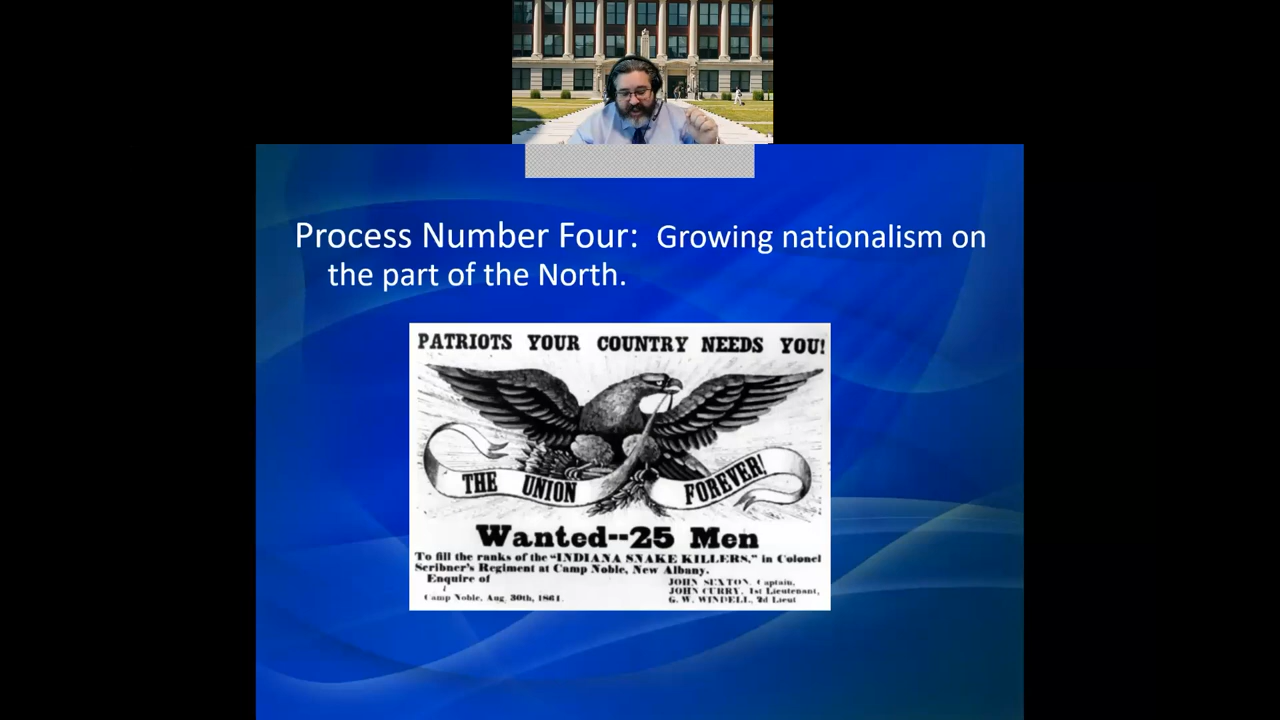 Process Number Four: Growing nationalism on
the part of the North.
PATRIOTS YOUR COUNTRY NEEDS YOU!
THE UNION FOREVER!
Wanted--25 Men
To fill the ranks of the "INDIANA SNAKE KILLERS," in Colonel
Scribner's Regiment at Camp Noble, New Albany.
Enquire of
JOHN SEXTON, Captain,
JOHN CURRY, 1st Lieutenant,
Camp Noble, Aug. 30th, 1861.
G. W. WINDELL, 2d Lieut